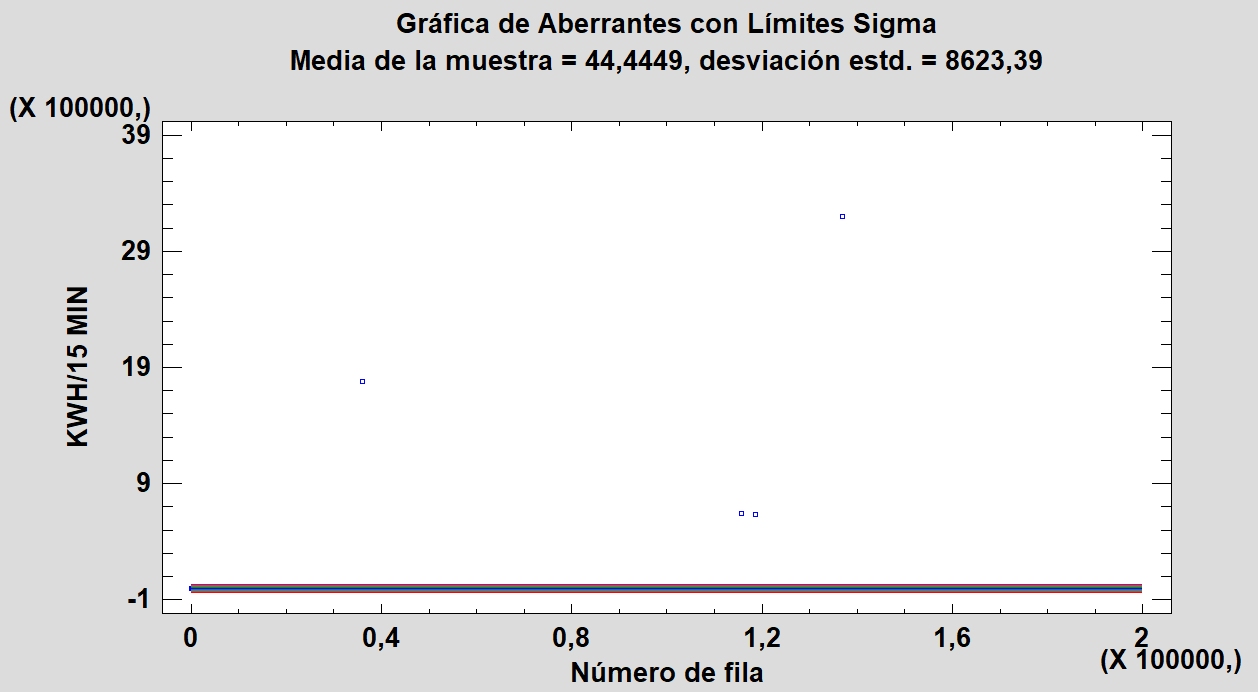 Gráfica de Aberrantes con Límites Sigma
Media de la muestra = 44,4449, desviación estd. = 8623,39
(X 100000,)
39
29
19
9
-1
KWH/15 MIN
0 0,4 0,8 1,2 1,6 2
(X 100000,)
Número de fila